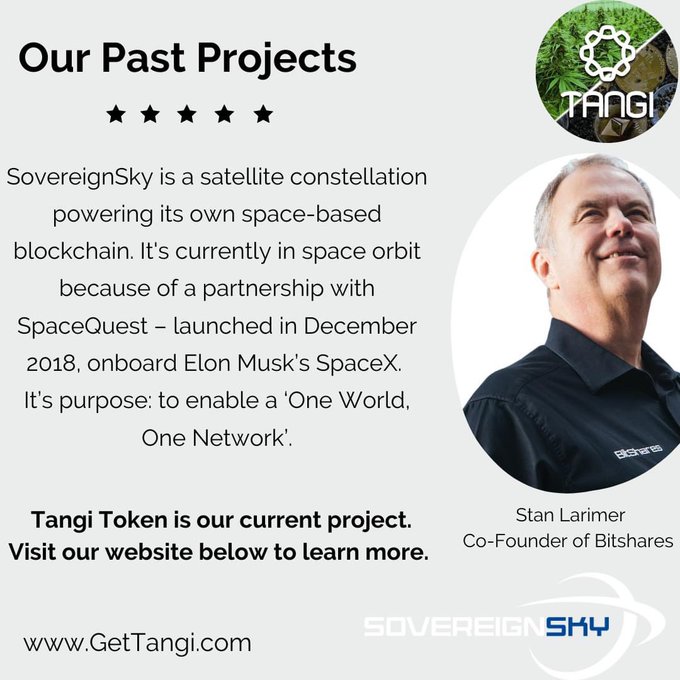 Our Past Projects
TANGI
SovereignSky is a satellite constellation
powering its own space-based
blockchain. It's currently in space orbit
because of a partnership with
SpaceQuest – launched in December
2018, onboard Elon Musk’s SpaceX.
It’s purpose: to enable a ‘One World,
One Network’.
BitShares
Stan Larimer
Co-Founder of Bitshares
Tangi Token is our current project.
Visit our website below to learn more.
www.GetTangi.com
SOVEREIGNSKY